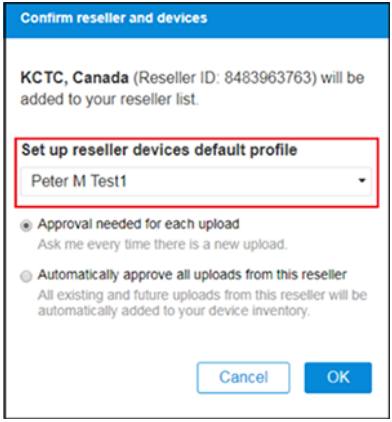 Confirm reseller and devices
KCTC, Canada (Reseller ID: 8483963763) will be
added to your reseller list.
Set up reseller devices default profile
Peter M Test1
Approval needed for each upload
Ask me every time there is a new upload.
Automatically approve all uploads from this reseller
All existing and future uploads from this reseller will be
automatically added to your device inventory.
Cancel
OK